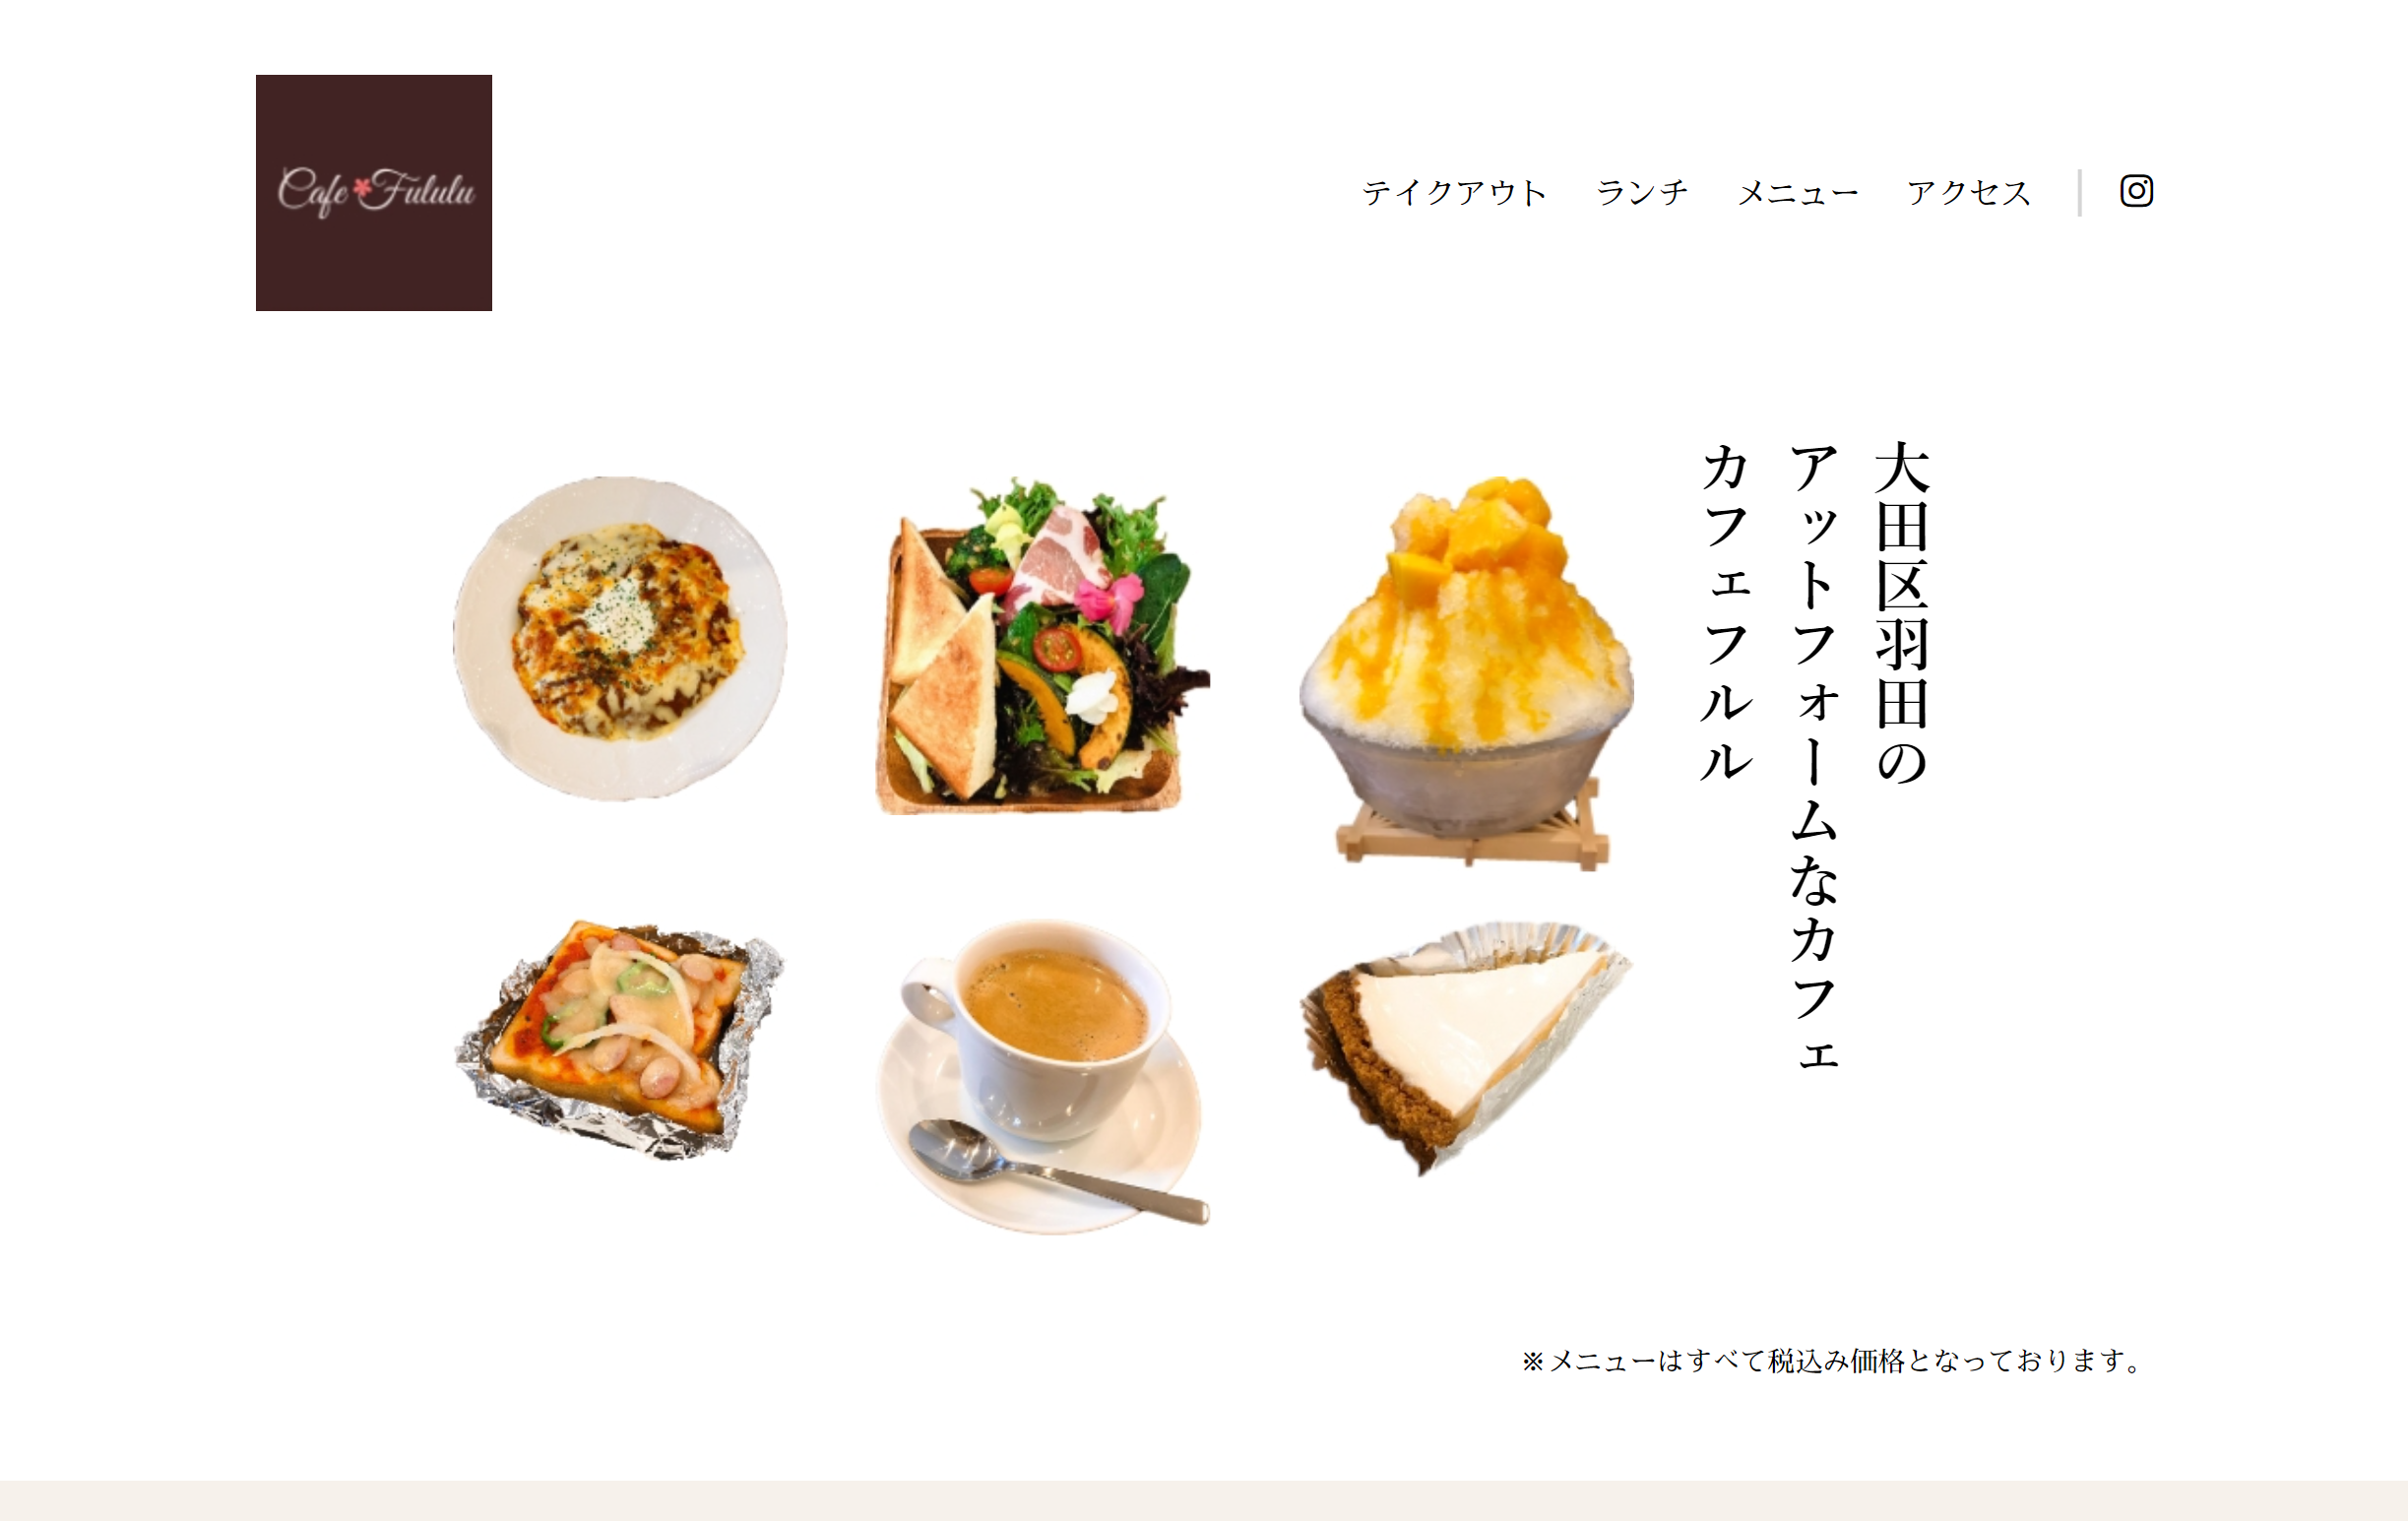 Cafe Fululu
テイクアウト
ランチ
メニュー
アクセス
大田区羽田の
アットフォームなカフェ
カフェフルル
※メニューはすべて税込み価格となっております。